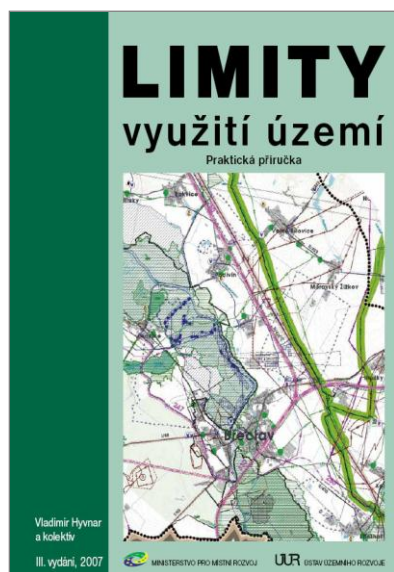 LIMITY
využití území
Praktická příručka
Břeclav
Vladimír Hyvnar
a kolektiv
III. vydání, 2007
MINISTERSTVO PRO MÍSTNÍ ROZVOJ
UUR ÚSTAV ÚZEMNÍHO ROZVOJE